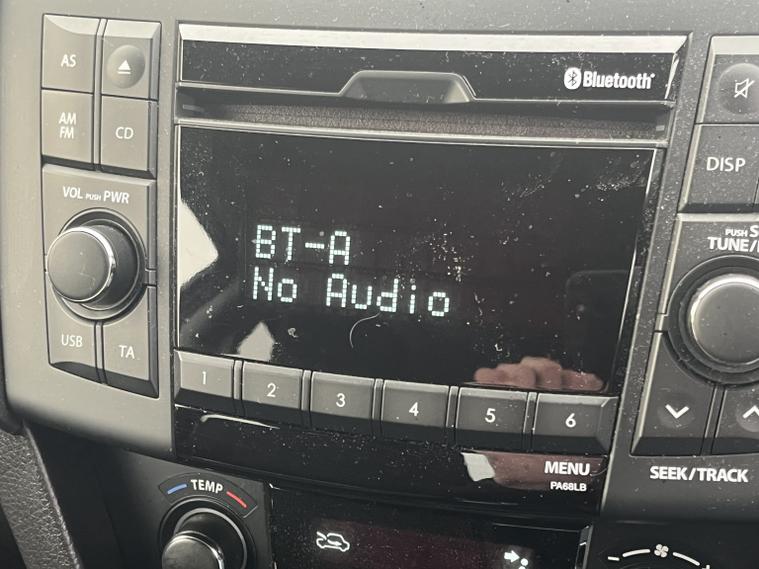 AS
Bluetooth
AM
FM
CD
DISP
VOL PUSH PWR
PUSH
TUNE/
BT-A
No Audio
USB
TA
1 2 3 4 5 6
MENU
PA68LB
SEEK/TRACK
TEMP